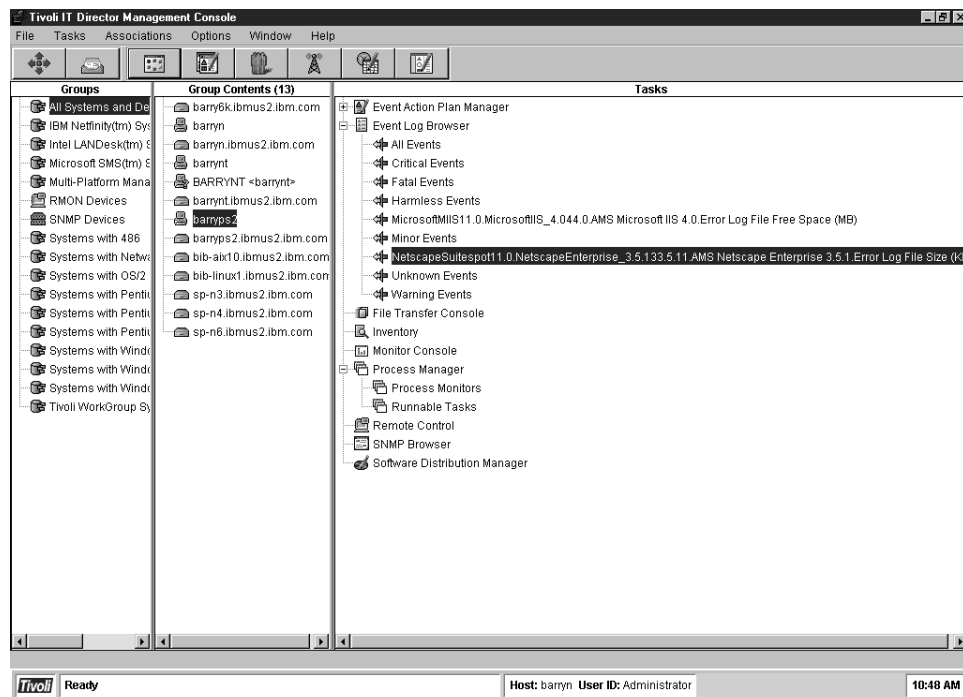 Tivoli IT Director Management Console
File Tasks Associations Options Window Help
Groups
All Systems and De
IBM Netfinity(tm) Sys
Intel LANDesk(tm) S
Microsoft SMS(tm) S
Multi-Platform Mana
RMON Devices
SNMP Devices
Systems with 486
Systems with Netwa
Systems with OS/2
Systems with Pentiu
Systems with Pentiu
Systems with Pentiu
Systems with Windo
Systems with Windo
Systems with Windo
Tivoli WorkGroup Sy
Group Contents (13)
barry6k.ibmus2.ibm.com
barryn
barryn.ibmus2.ibm.com
barrynt
BARRYNT <barrynt>
barrynt.ibmus2.ibm.com
barryps2
barryps2.ibmus2.ibm.com
bib-aix10.ibmus2.ibm.com
bib-linux1.ibmus2.ibm.com
sp-n3.ibmus2.ibm.com
sp-n4.ibmus2.ibm.com
sp-n6.ibmus2.ibm.com
Tasks
Event Action Plan Manager
Event Log Browser
All Events
Critical Events
Fatal Events
Harmless Events
MicrosoftMIIS11.0.MicrosoftIIS_4.044.0.AMS Microsoft IIS 4.0.Error Log File Free Space (MB)
Minor Events
NetscapeSuitespot11.0.NetscapeEnterprise_3.5.133.5.11.AMS Netscape Enterprise 3.5.1.Error Log File Size (K
Unknown Events
Warning Events
File Transfer Console
Inventory
Monitor Console
Process Manager
Process Monitors
Runnable Tasks
Remote Control
SNMP Browser
Software Distribution Manager
Tivoli Ready Host: barryn User ID: Administrator 10:48 AM